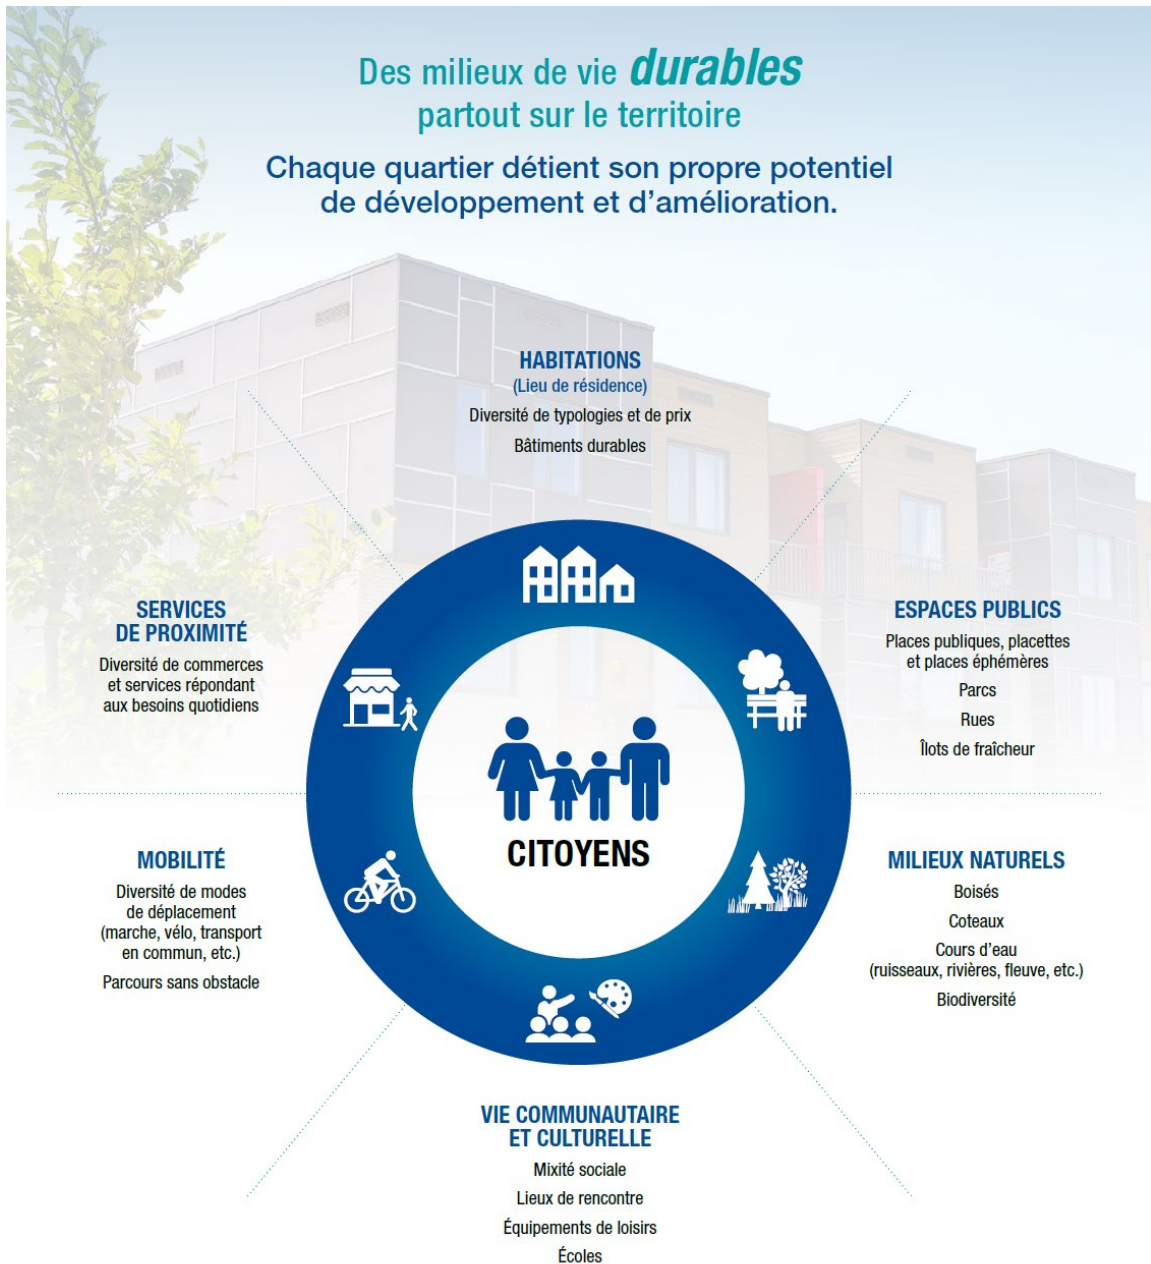 Des milieux de vie durables
partout sur le territoire
Chaque quartier détient son propre potentiel
de développement et d’amélioration.
HABITATIONS
(Lieu de résidence)
Diversité de typologies et de prix
Bâtiments durables
SERVICES
DE PROXIMITÉ
Diversité de commerces
et services répondant
aux besoins quotidiens
ESPACES PUBLICS
Places publiques, placettes
et places éphémères
Parcs
Rues
Îlots de fraîcheur
CITOYENS
MOBILITÉ
Diversité de modes
de déplacement
(marche, vélo, transport
en commun, etc.)
Parcours sans obstacle
MILIEUX NATURELS
Boisés
Coteaux
Cours d’eau
(ruisseaux, rivières, fleuve, etc.)
Biodiversité
VIE COMMUNAUTAIRE
ET CULTURELLE
Mixité sociale
Lieux de rencontre
Équipements de loisirs
Écoles